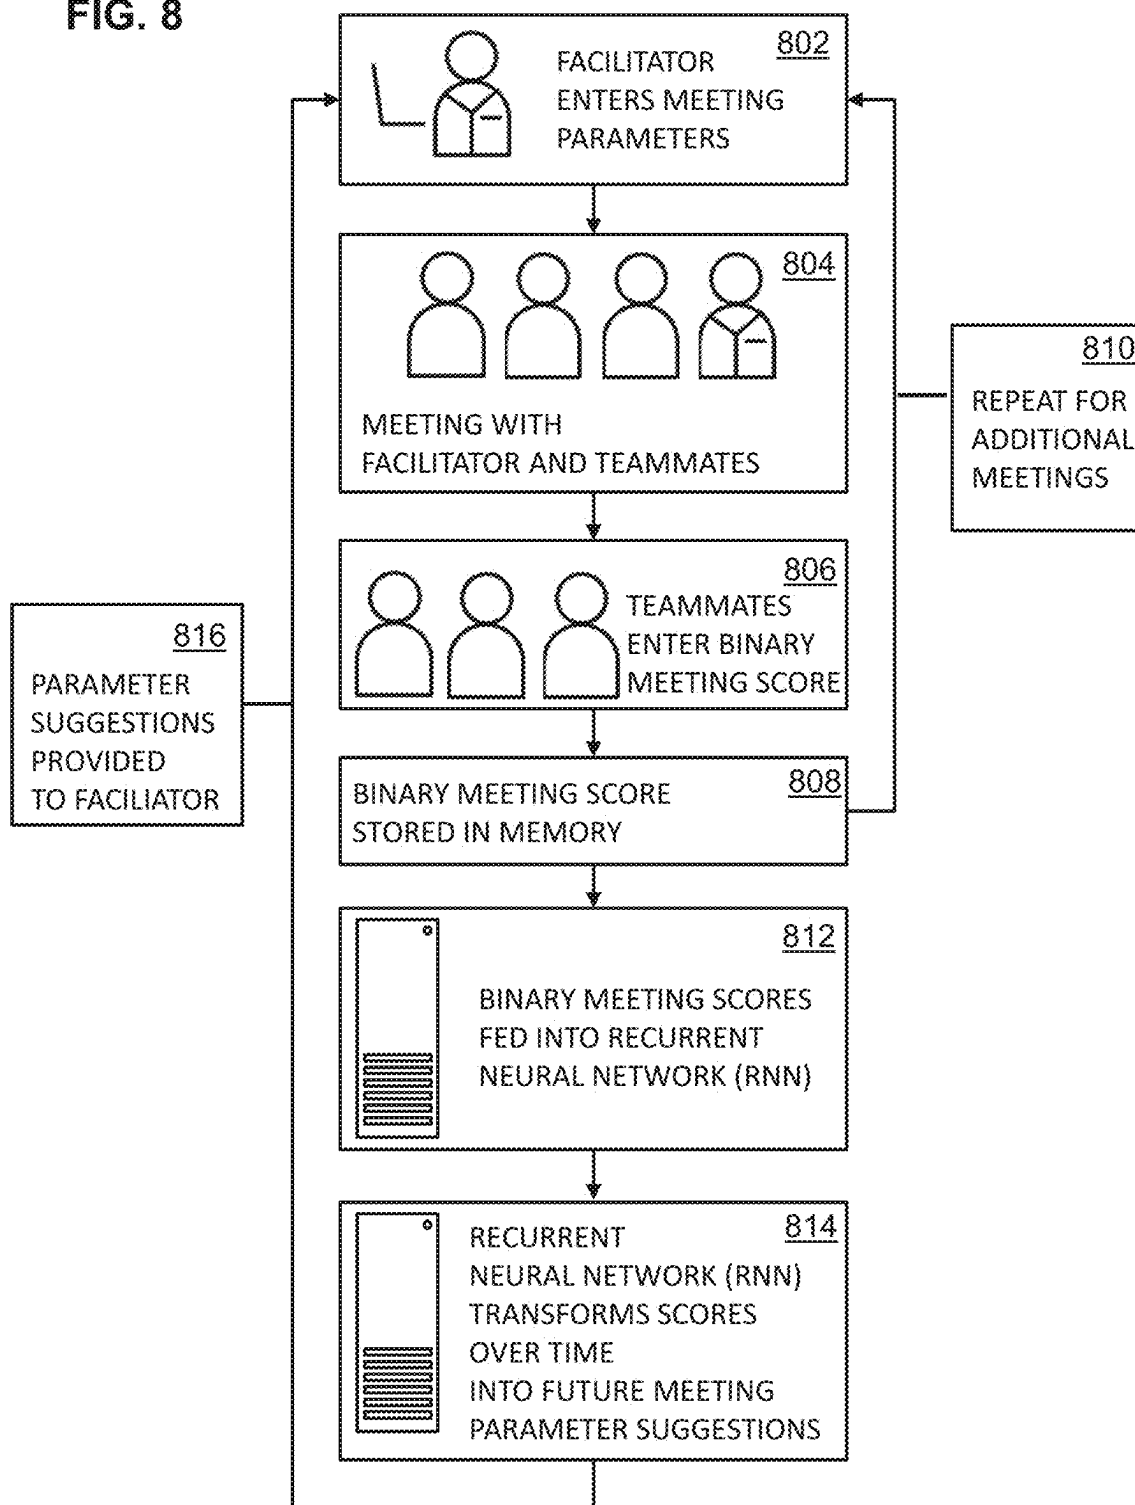 FIG. 8
802
FACILITATOR
ENTERS MEETING
PARAMETERS
804
MEETING WITH
FACILITATOR AND TEAMMATES
810
REPEAT FOR
ADDITIONAL
MEETINGS
806
TEAMMATES
ENTER BINARY
MEETING SCORE
816
PARAMETER
SUGGESTIONS
PROVIDED
TO FACILIATOR
808
BINARY MEETING SCORE
STORED IN MEMORY
812
BINARY MEETING SCORES
FED INTO RECURRENT
NEURAL NETWORK (RNN)
814
RECURRENT
NEURAL NETWORK (RNN)
TRANSFORMS SCORES
OVER TIME
INTO FUTURE MEETING
PARAMETER SUGGESTIONS